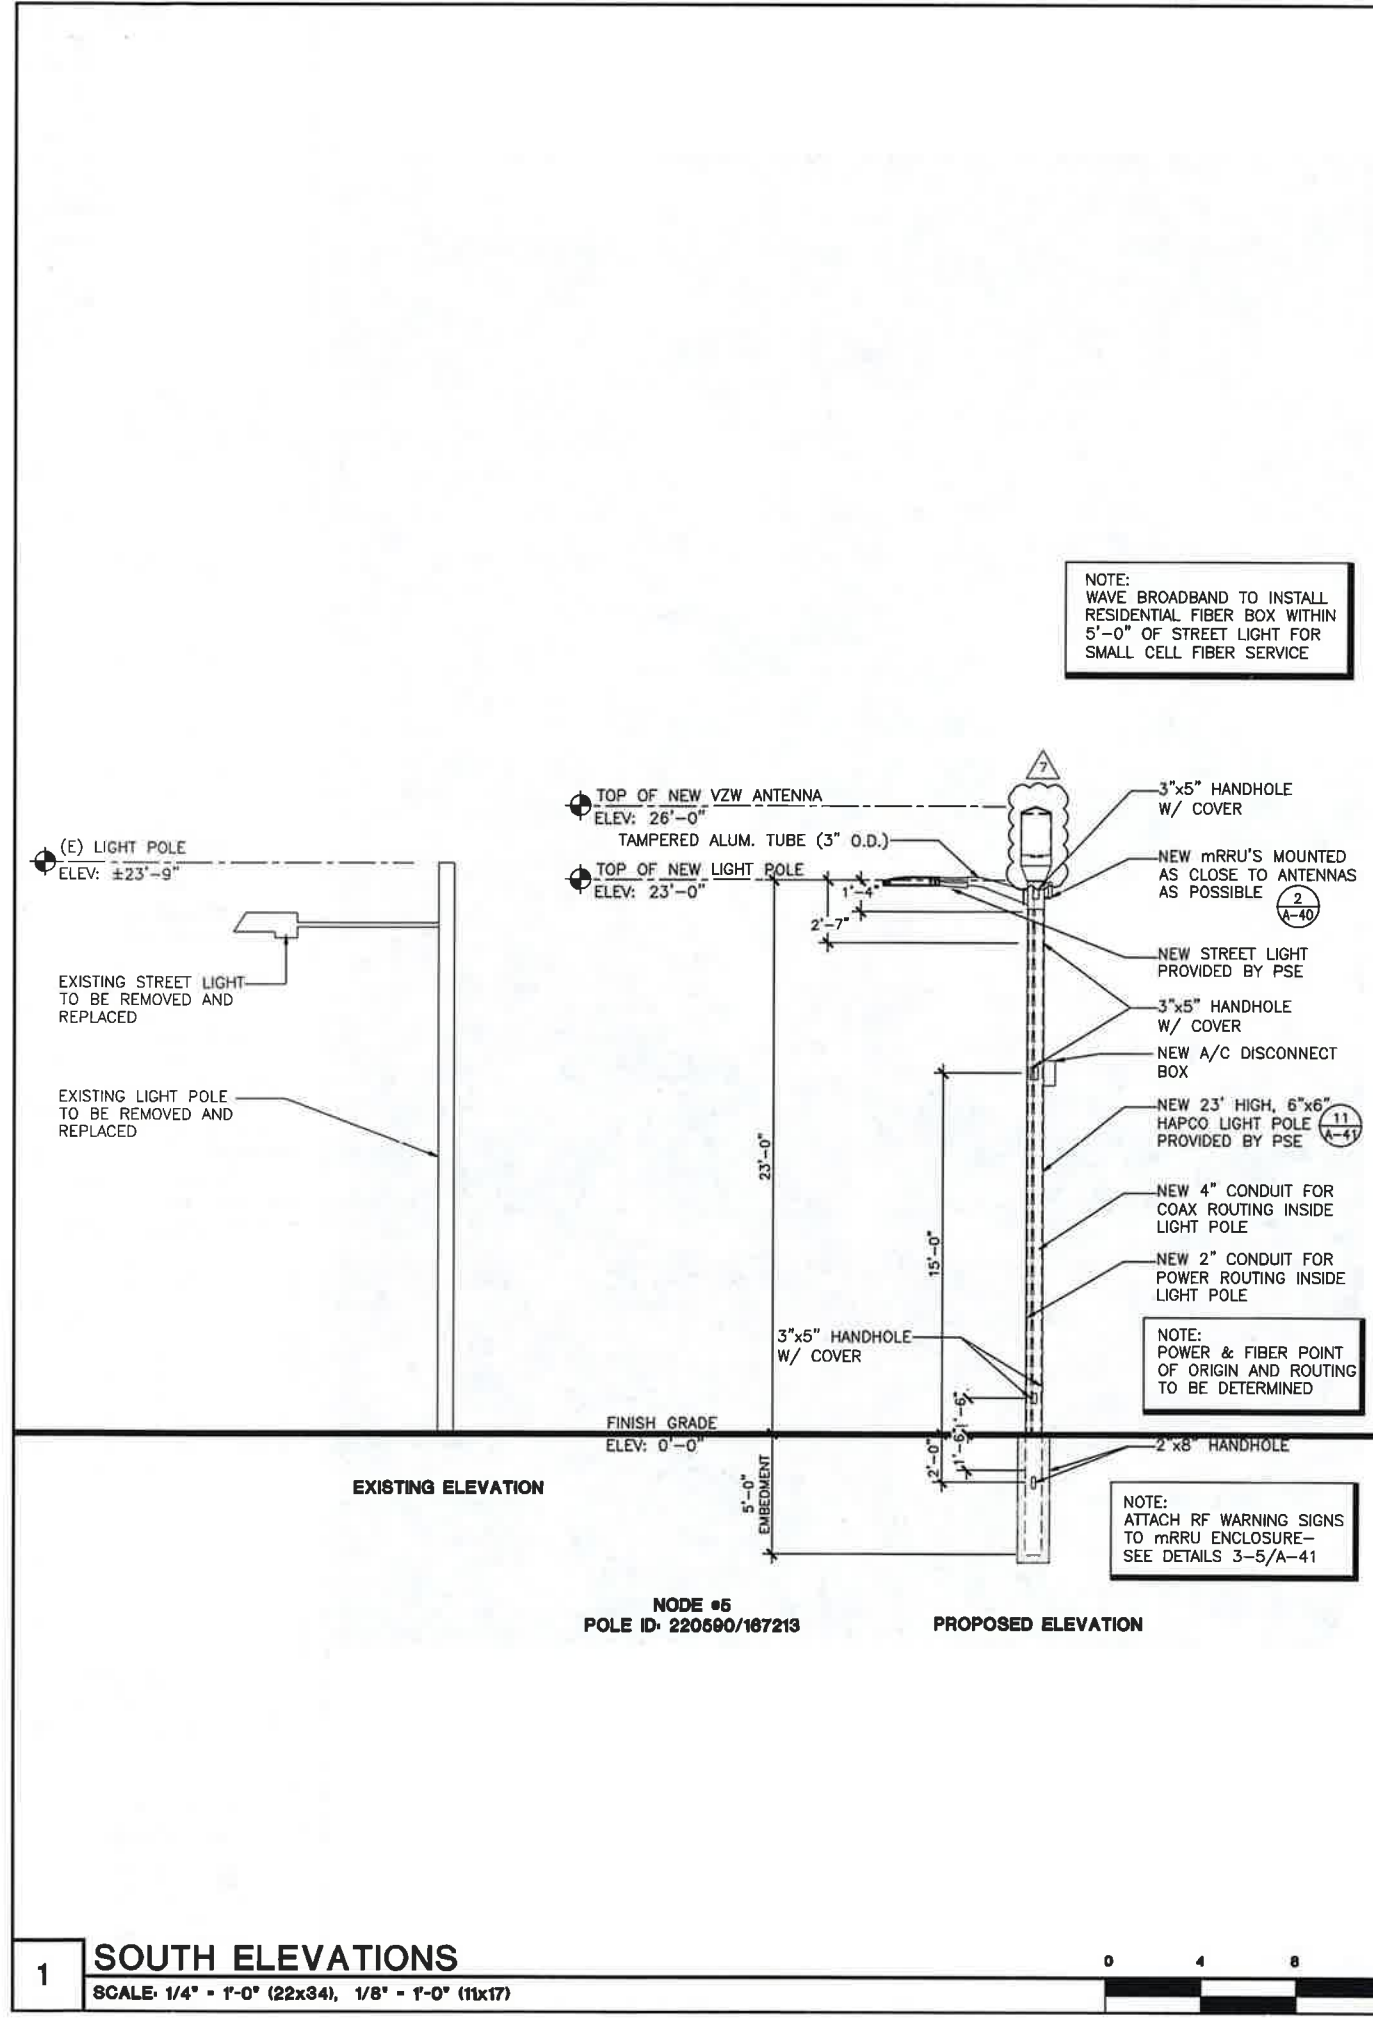 NOTE:
WAVE BROADBAND TO INSTALL
RESIDENTIAL FIBER BOX WITHIN
5'-0" OF STREET LIGHT FOR
SMALL CELL FIBER SERVICE
7
TOP OF NEW VZW ANTENNA
ELEV: 26'-0"
TAMPERED ALUM. TUBE (3" O.D.)
TOP OF NEW LIGHT POLE
ELEV: 23'-0"
1'-4"
2'-7"
3"x5" HANDHOLE
W/ COVER
NEW mRRU'S MOUNTED
AS CLOSE TO ANTENNAS
AS POSSIBLE
2
A-40
NEW STREET LIGHT
PROVIDED BY PSE
3"x5" HANDHOLE
W/ COVER
NEW A/C DISCONNECT
BOX
NEW 23' HIGH, 6"x6"
HAPCO LIGHT POLE
PROVIDED BY PSE
11
A-41
NEW 4" CONDUIT FOR
COAX ROUTING INSIDE
LIGHT POLE
NEW 2" CONDUIT FOR
POWER ROUTING INSIDE
LIGHT POLE
NOTE:
POWER & FIBER POINT
OF ORIGIN AND ROUTING
TO BE DETERMINED
(E) LIGHT POLE
ELEV: ±23'-9"
EXISTING STREET LIGHT
TO BE REMOVED AND
REPLACED
EXISTING LIGHT POLE
TO BE REMOVED AND
REPLACED
23'-0"
15'-0"
3"x5" HANDHOLE
W/ COVER
1'-6"
FINISH GRADE
ELEV: 0'-0"
1'-6"
2'-0"
2"x8" HANDHOLE
5'-0"
EMBEDMENT
NOTE:
ATTACH RF WARNING SIGNS
TO mRRU ENCLOSURE-
SEE DETAILS 3-5/A-41
EXISTING ELEVATION
NODE #5
POLE ID: 220590/167213
PROPOSED ELEVATION
1
SOUTH ELEVATIONS
SCALE: 1/4" = 1'-0" (22x34), 1/8" = 1'-0" (11x17)
0 4 8